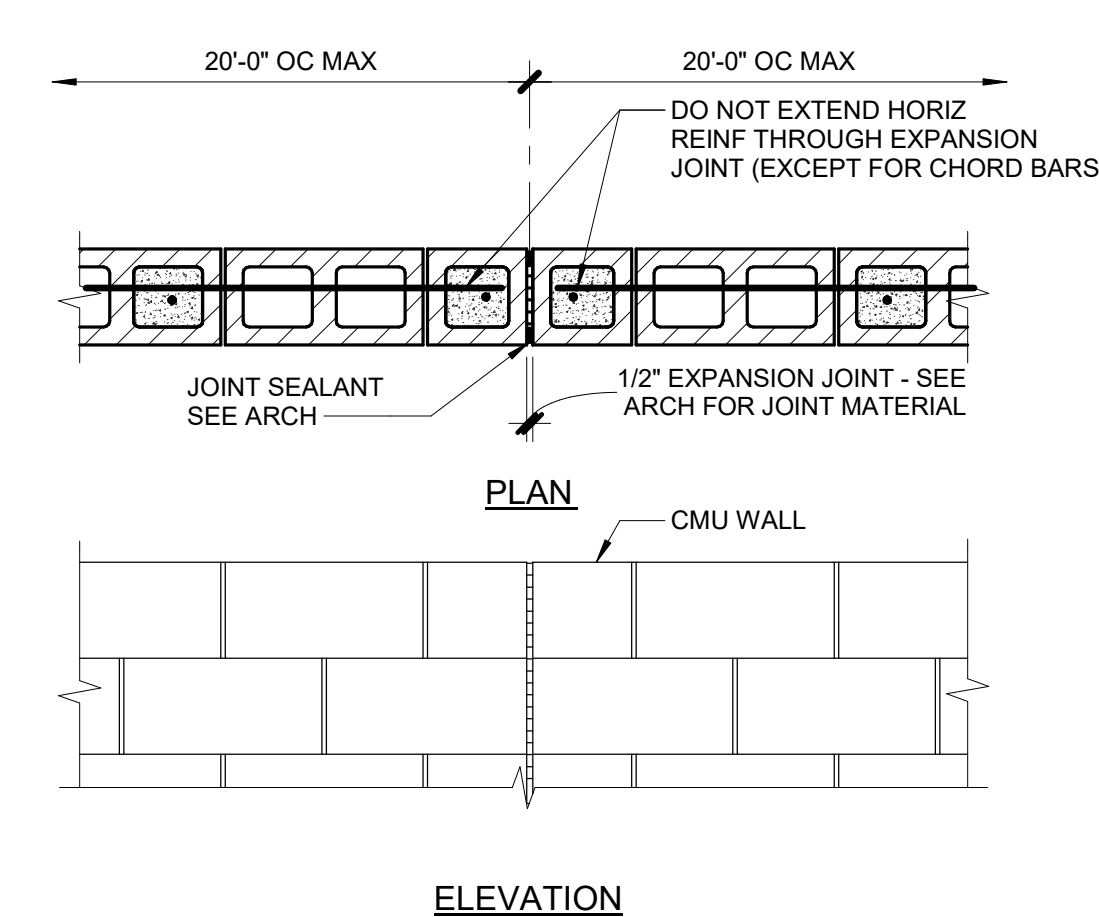 20'-0" OC MAX
20'-0" OC MAX
DO NOT EXTEND HORIZ
REINF THROUGH EXPANSION
JOINT (EXCEPT FOR CHORD BARS
JOINT SEALANT
SEE ARCH
1/2" EXPANSION JOINT - SEE
ARCH FOR JOINT MATERIAL
PLAN
CMU WALL
ELEVATION